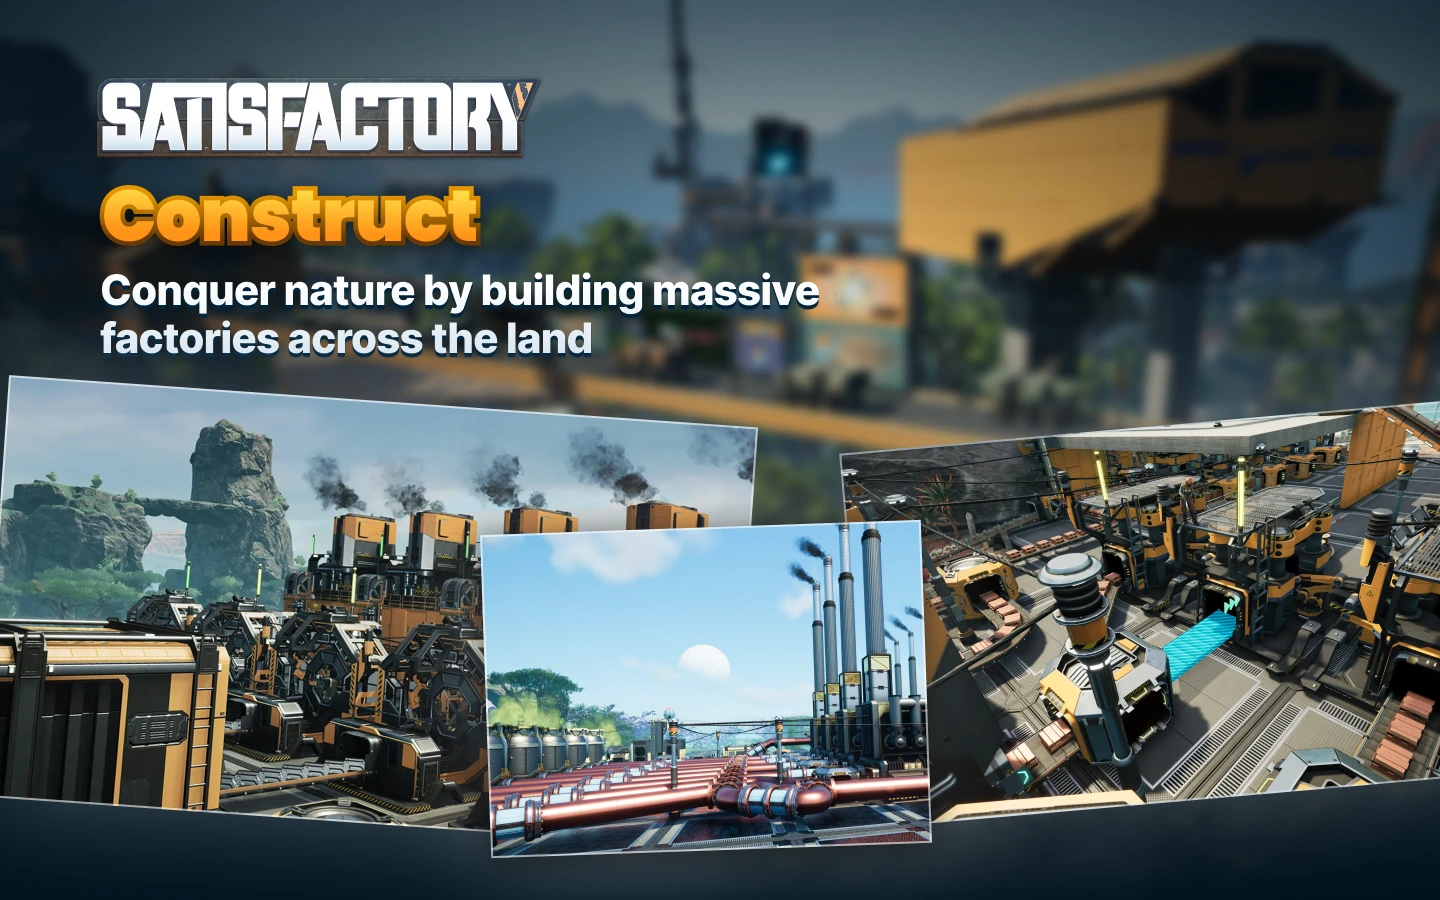 SATISFACTORY
Construct
Conquer nature by building massive
factories across the land